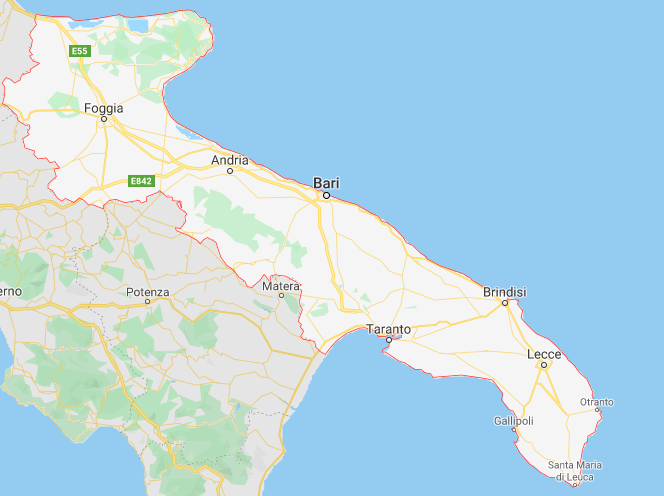 E55
Foggia
Andria
E842
Bari
Matera
Potenza
erno
Brindisi
Taranto
Lecce
Otranto
Gallipoli
Santa Maria
di Leuca